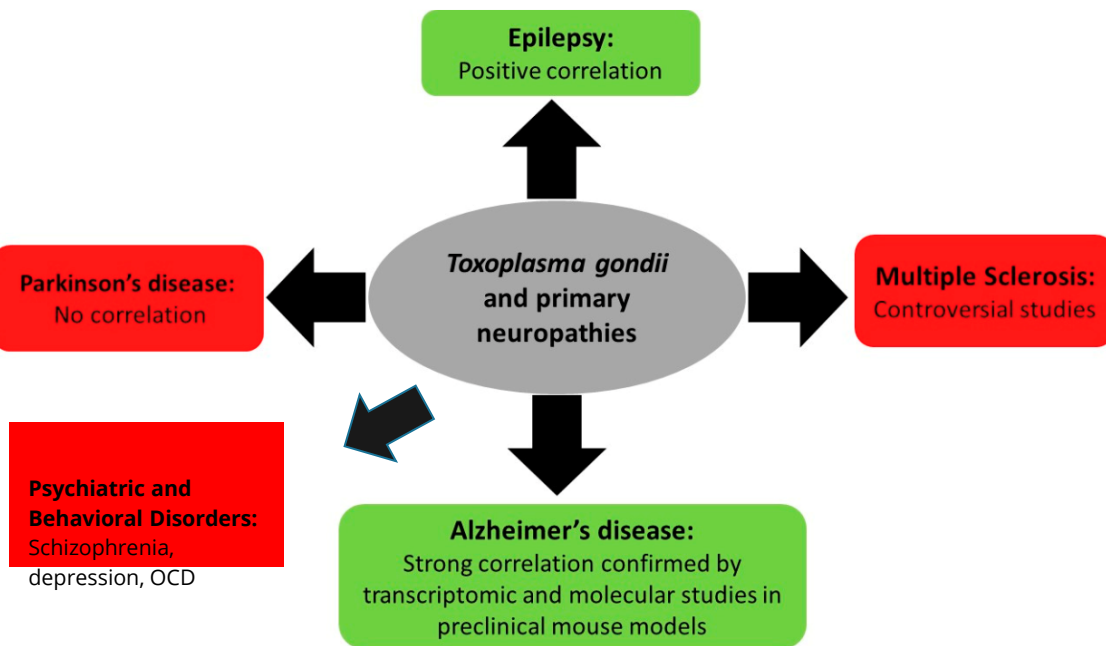 Epilepsy:
Positive correlation
Toxoplasma gondii
and primary
neuropathies
Parkinson’s disease:
No correlation
Multiple Sclerosis:
Controversial studies
Psychiatric and
Behavioral Disorders:
Schizophrenia,
depression, OCD
Alzheimer’s disease:
Strong correlation confirmed by
transcriptomic and molecular studies in
preclinical mouse models